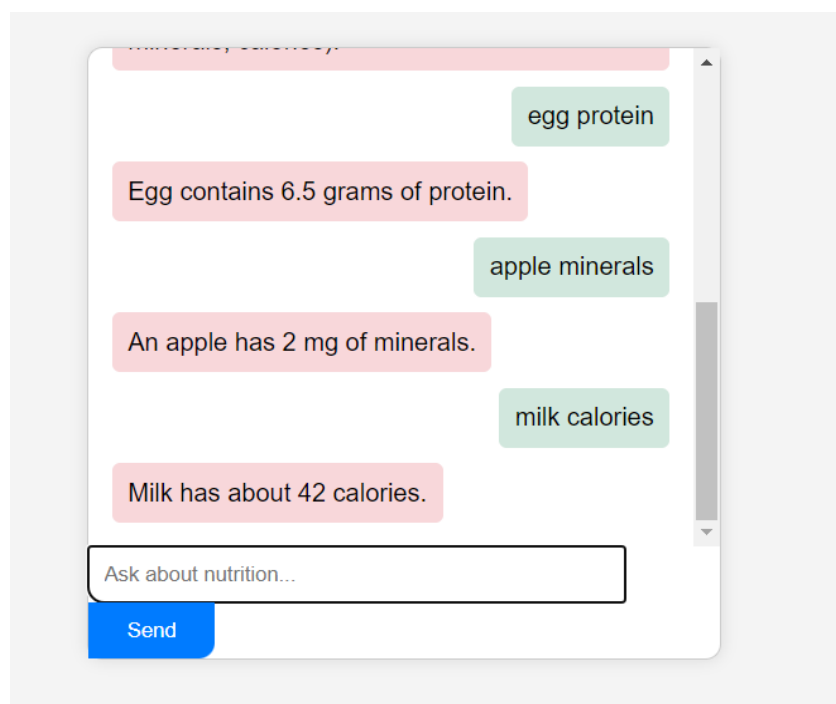 egg protein
Egg contains 6.5 grams of protein.
apple minerals
An apple has 2 mg of minerals.
milk calories
Milk has about 42 calories.
Ask about nutrition...
Send